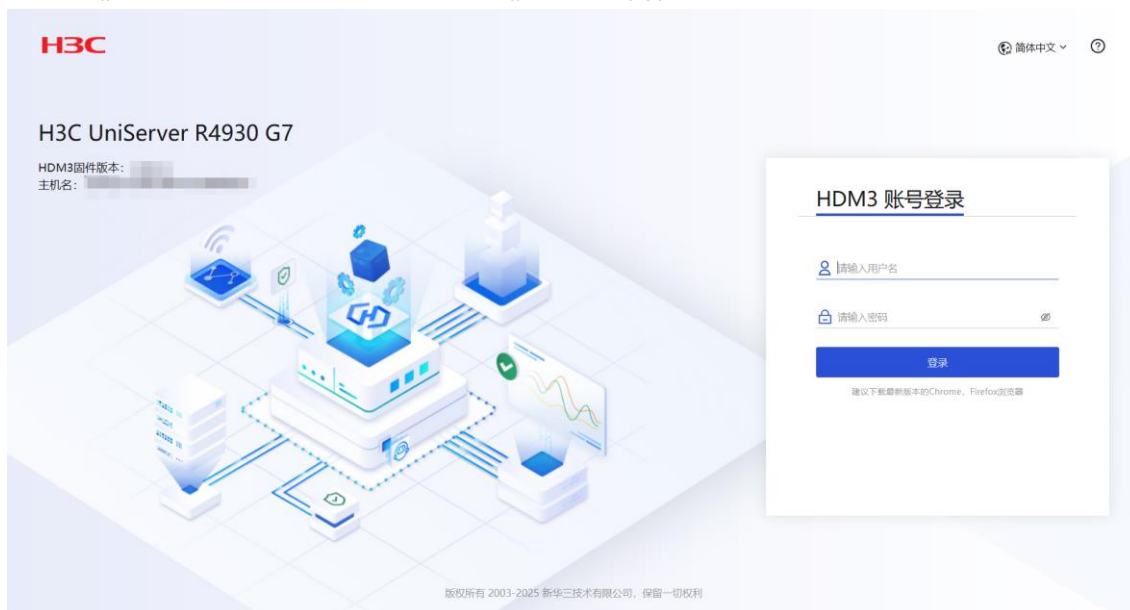 H3C
简体中文
H3C UniServer R4930 G7
HDM3固件版本:
主机名:
HDM3 账号登录
请输入用户名
请输入密码
登录
建议下载最新版本的Chrome、Firefox浏览器
版权所有 2003-2025 新华三技术有限公司，保留一切权利